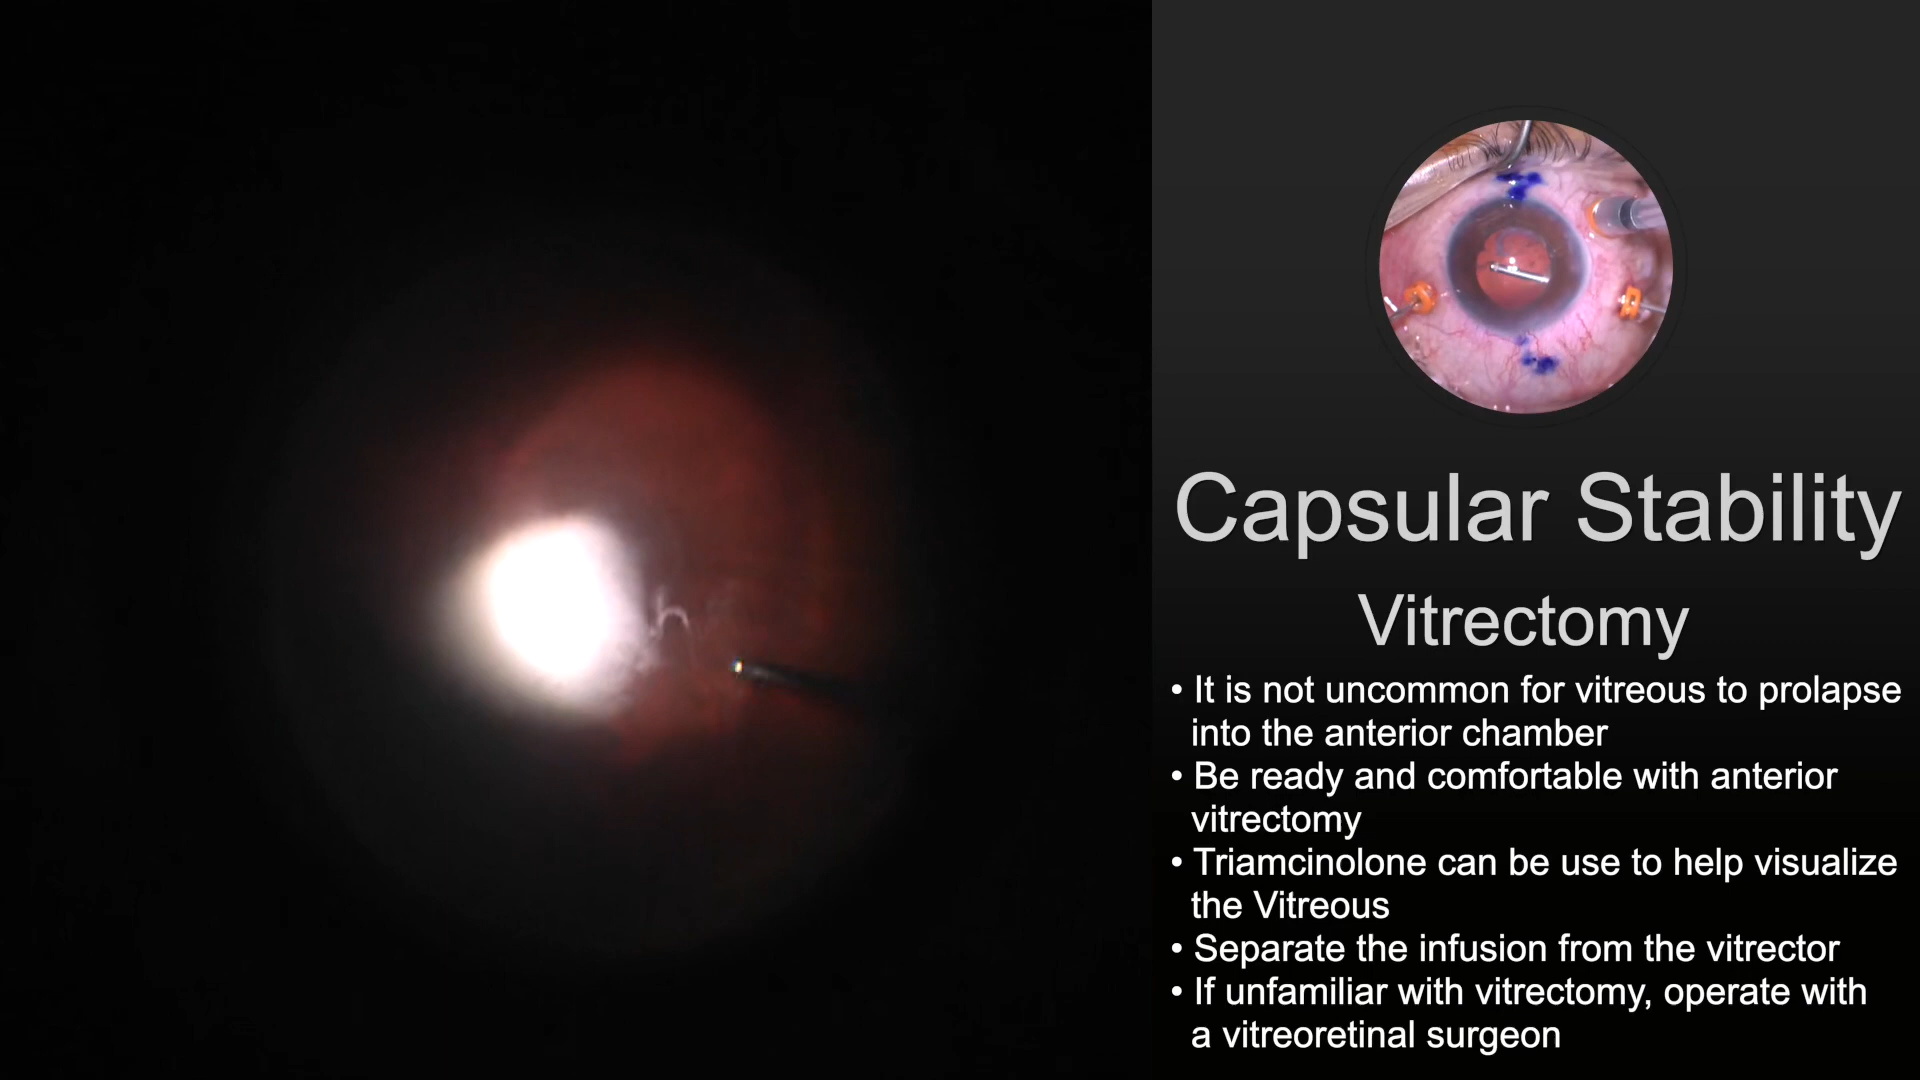 Capsular Stability
Vitrectomy
• It is not uncommon for vitreous to prolapse
into the anterior chamber
• Be ready and comfortable with anterior
vitrectomy
• Triamcinolone can be use to help visualize
the Vitreous
• Separate the infusion from the vitrector
• If unfamiliar with vitrectomy, operate with
a vitreoretinal surgeon